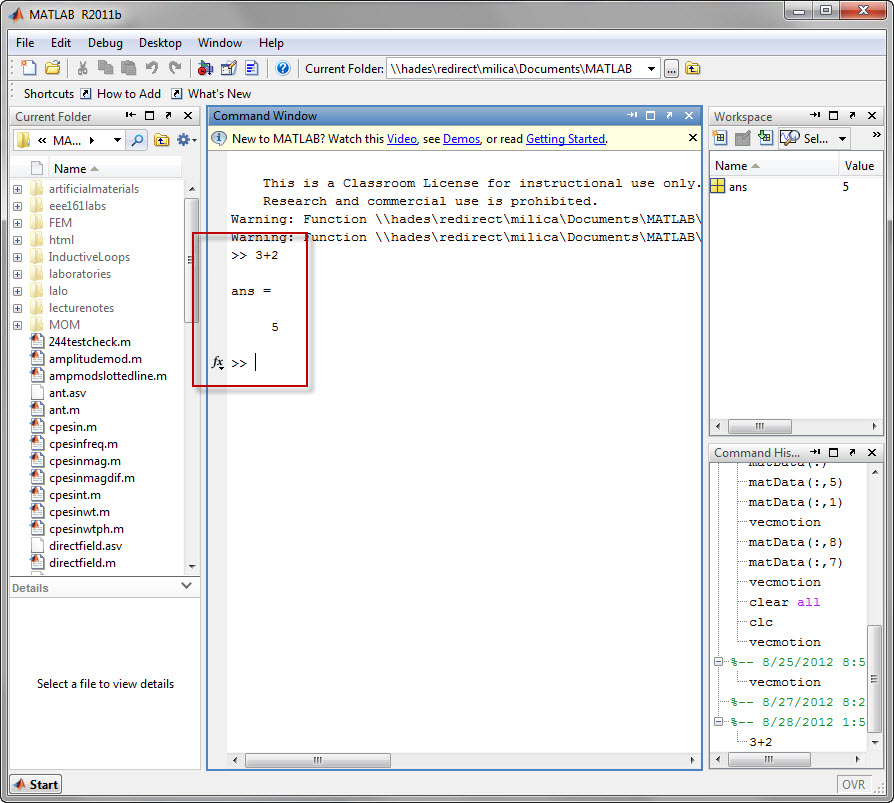 MATLAB R2011b
File Edit Debug Desktop Window Help
Current Folder: \\hades\redirect\milica\Documents\MATLAB
Shortcuts How to Add What's New
Current Folder
« MA...
Name
artificialmaterials
eee161labs
FEM
html
InductiveLoops
laboratories
lalo
lecturenotes
MOM
244testcheck.m
amplitudemod.m
ampmodslottedline.m
ant.asv
ant.m
cpesin.m
cpesinfreq.m
cpesinmag.m
cpesinmagdif.m
cpesint.m
cpesinwt.m
cpesinwtph.m
directfield.asv
directfield.m
Details
Select a file to view details
Command Window
New to MATLAB? Watch this Video, see Demos, or read Getting Started.
This is a Classroom License for instructional use only.
Research and commercial use is prohibited.
Warning: Function \\hades\redirect\milica\Documents\MATLAB\
Warning: Function \\hades\redirect\milica\Documents\MATLAB\
>> 3+2
ans =
5
fx >>
Workspace
Sel... »
Name Value
ans 5
Command His...
matData(:,)
matData(:,5)
matData(:,1)
vecmotion
matData(:,8)
matData(:,7)
vecmotion
clear all
clc
vecmotion
%-- 8/25/2012 8:5
vecmotion
%-- 8/27/2012 8:2
%-- 8/28/2012 1:5
3+2
Start
OVR